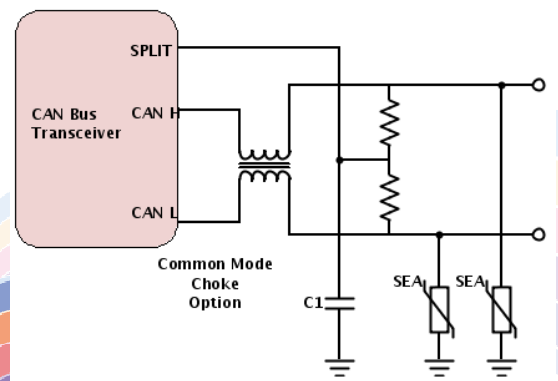 SPLIT
CAN Bus
Transceiver
CAN H
CAN L
Common Mode
Choke
Option
C1
SEA
SEA